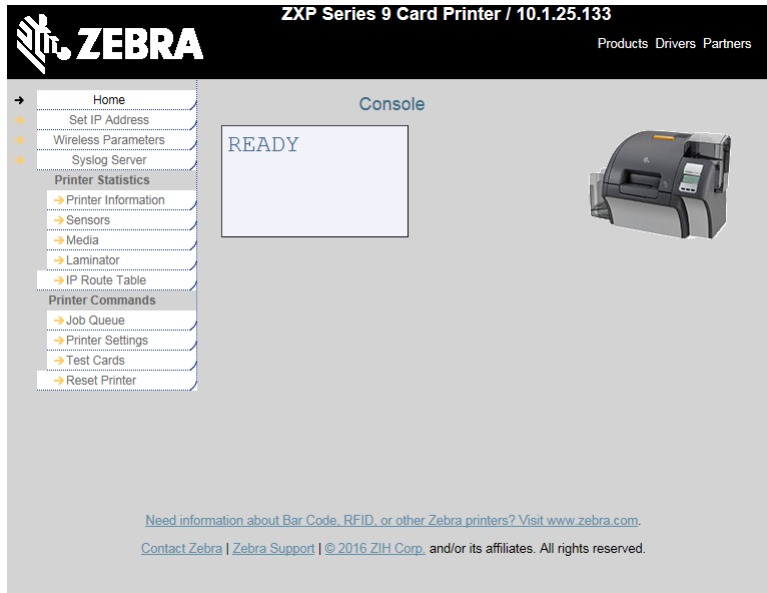 ZXP Series 9 Card Printer / 10.1.25.133
ZEBRA
Products Drivers Partners
Home
Set IP Address
Wireless Parameters
Syslog Server
Printer Statistics
Printer Information
Sensors
Media
Laminator
IP Route Table
Printer Commands
Job Queue
Printer Settings
Test Cards
Reset Printer
Console
READY
Need information about Bar Code, RFID, or other Zebra printers? Visit www.zebra.com.
Contact Zebra | Zebra Support | © 2016 ZIH Corp. and/or its affiliates. All rights reserved.